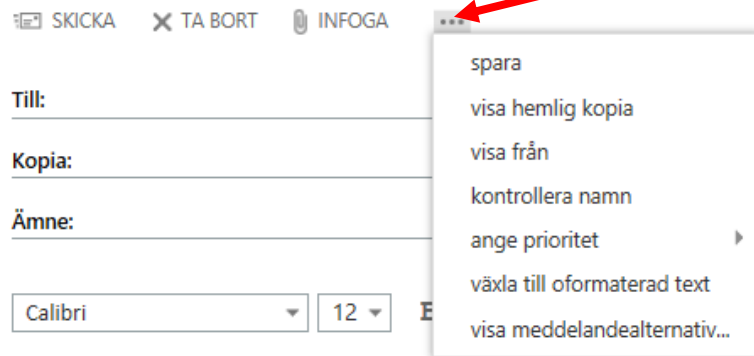 SKICKA TA BORT INFOGA ...
spara
Till:
visa hemlig kopia
visa från
Kopia:
kontrollera namn
Ämne:
ange prioritet
växla till oformaterad text
Calibri 12
visa meddelandealternativ...